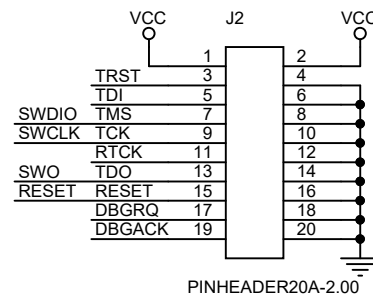 VCC J2 VCC
1 2
TRST 3 4
TDI 5 6
SWDIO TMS 7 8
SWCLK TCK 9 10
RTCK 11 12
SWO TDO 13 14
RESET RESET 15 16
DBGRQ 17 18
DBGACK 19 20
PINHEADER20A-2.00